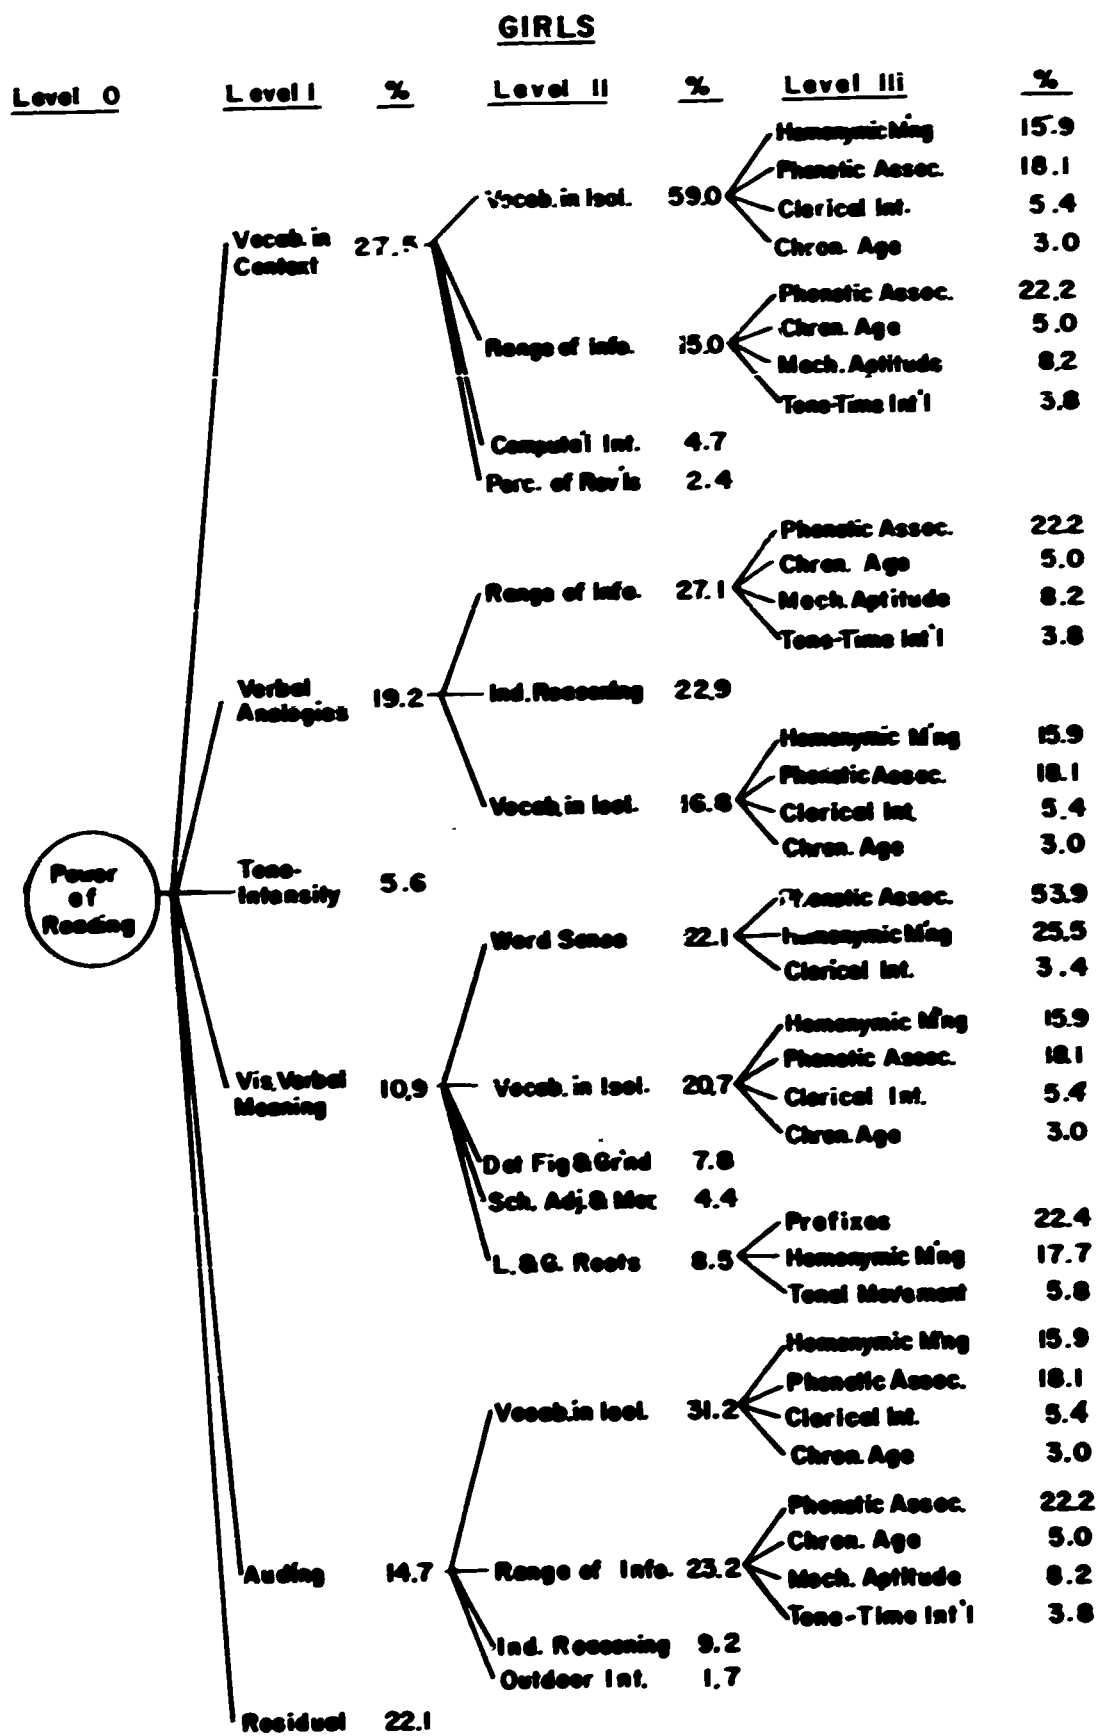 GIRLS
Level O Level I % Level II % Level III %
Homonymic M'ng 15.9
Phonetic Assoc. 18.1
Vocab. in Isol. 59.0
Clerical Int. 5.4
Vocab. in Context 27.5
Chron. Age 3.0
Phonetic Assoc. 22.2
Chron. Age 5.0
Range of Info. 15.0
Mech. Aptitude 8.2
Tone-Time Int'l 3.8
Computa'l Int. 4.7
Perc. of Rev'ls 2.4
Phonetic Assoc. 22.2
Chron. Age 5.0
Range of Info. 27.1
Mech. Aptitude 8.2
Tone-Time Int'l 3.8
Verbal Analogies 19.2
Ind. Reasoning 22.9
Homonymic M'ng 15.9
Phonetic Assoc. 18.1
Vocab. in Isol. 16.8
Clerical Int. 5.4
Chron. Age 3.0
Power of Reading
Tone-Intensity 5.6
Phonetic Assoc. 53.9
Word Sense 22.1
Homonymic M'ng 25.5
Clerical Int. 3.4
Homonymic M'ng 15.9
Phonetic Assoc. 18.1
Vis. Verbal Meaning 10.9
Vocab. in Isol. 20.7
Clerical Int. 5.4
Chron. Age 3.0
Det Fig & Gr'nd 7.8
Sch. Adj. & Mor. 4.4
Prefixes 22.4
L. & G. Roots 8.5
Homonymic M'ng 17.7
Tonal Movement 5.8
Homonymic M'ng 15.9
Phonetic Assoc. 18.1
Vocab. in Isol. 31.2
Clerical Int. 5.4
Chron. Age 3.0
Phonetic Assoc. 22.2
Chron. Age 5.0
Auding 14.7
Range of Info. 23.2
Mech. Aptitude 8.2
Tone-Time Int'l 3.8
Ind. Reasoning 9.2
Outdoor Int. 1.7
Residual 22.1